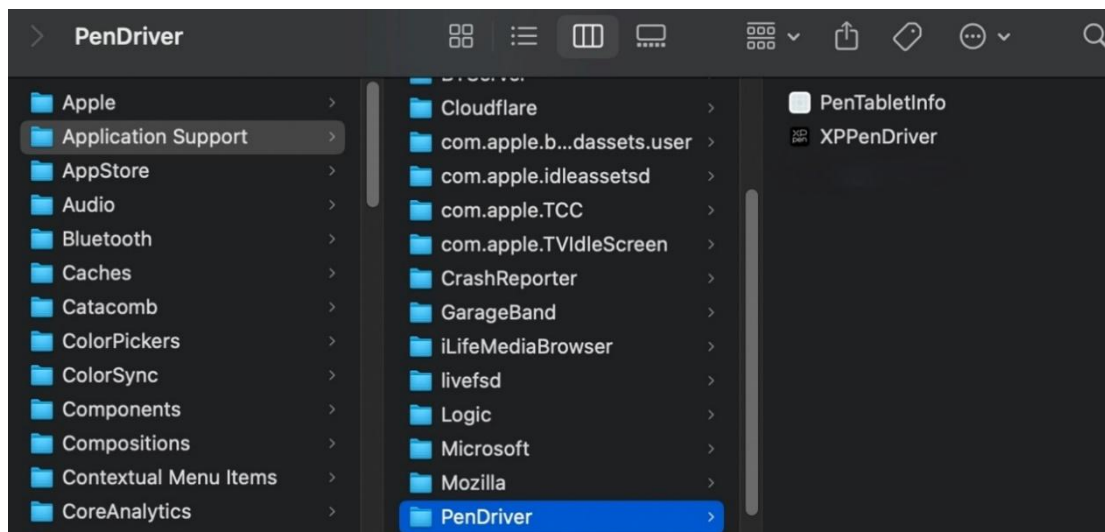 PenDriver
Apple
Application Support
AppStore
Audio
Bluetooth
Caches
Catacomb
ColorPickers
ColorSync
Components
Compositions
Contextual Menu Items
CoreAnalytics
Cloudflare
com.apple.b...dassets.user
com.apple.idleassetsd
com.apple.TCC
com.apple.TVIdleScreen
CrashReporter
GarageBand
iLifeMediaBrowser
livefsd
Logic
Microsoft
Mozilla
PenDriver
PenTabletInfo
XP pen
XPPenDriver